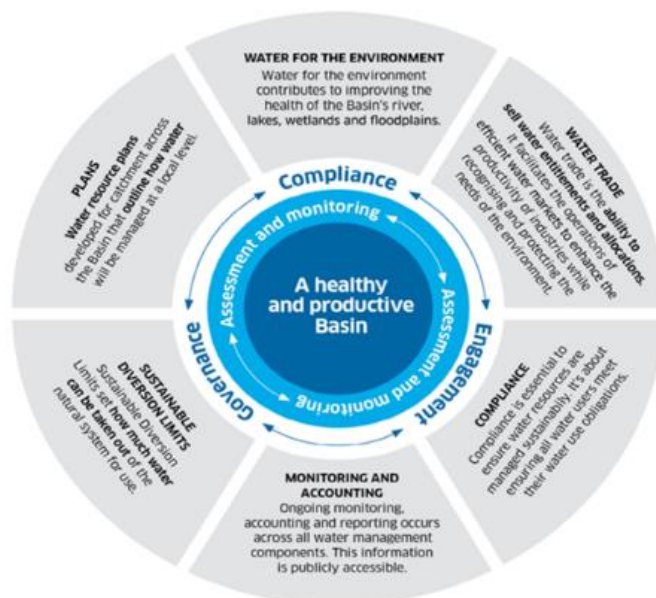 WATER FOR THE ENVIRONMENT
Water for the environment
contributes to improving the
health of the Basin's river,
lakes, wetlands and floodplains.
WATER TRADE
Water trade is the ability to
sell water entitlements and allocations.
it facilitates the operations of
efficient water markets to enhance the
productivity of industries while
recognising and protecting the
needs of the environment.
COMPLIANCE
Compliance is essential to
ensure water resources are
managed sustainably. It's about
ensuring all water users meet
their water use obligations.
MONITORING AND
ACCOUNTING
Ongoing monitoring,
accounting and reporting occurs
across all water management
components. This information
is publicly accessible.
SUSTAINABLE
DIVERSION LIMITS
Sustainable Diversion
Limits set how much water
can be taken out of the
natural system for use.
PLANS
Water resource plans
developed for catchment across
the Basin that outline how water
will be managed at a local level.
Compliance
Engagement
Governance
Assessment and monitoring
Assessment and monitoring
A healthy
and productive
Basin